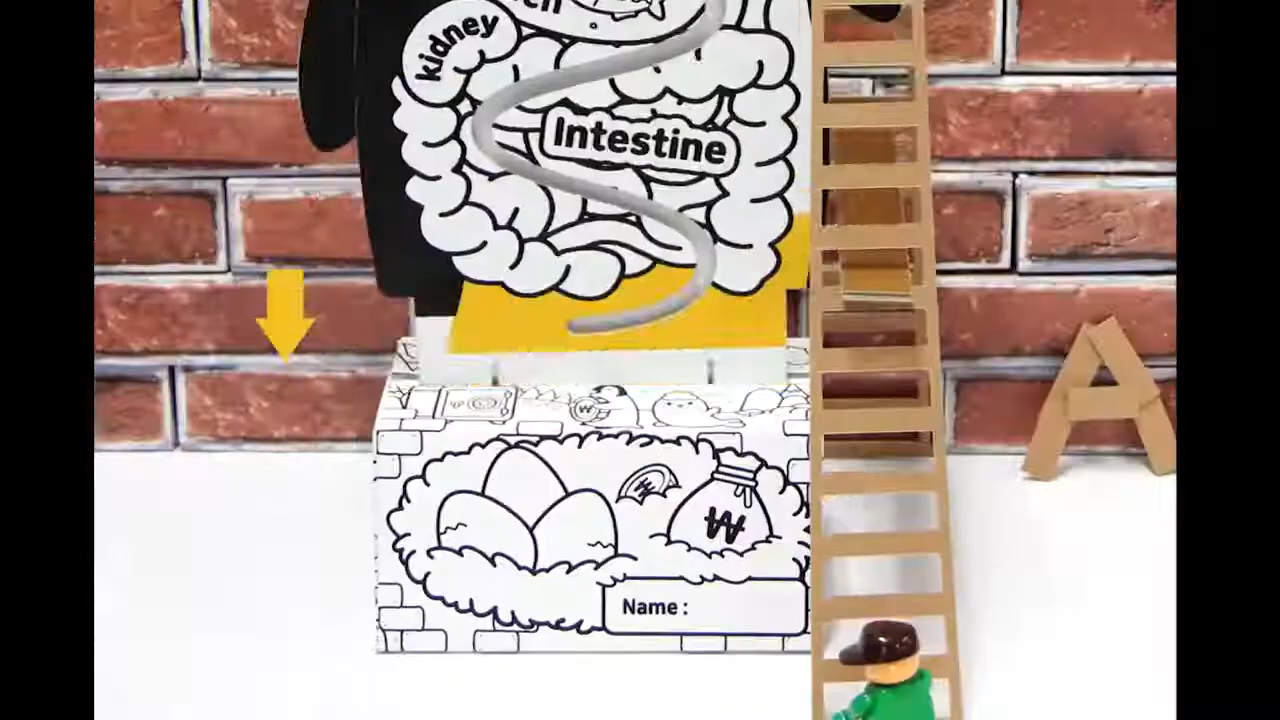 kidney
Intestine
₩
₩
₩
Name :
A